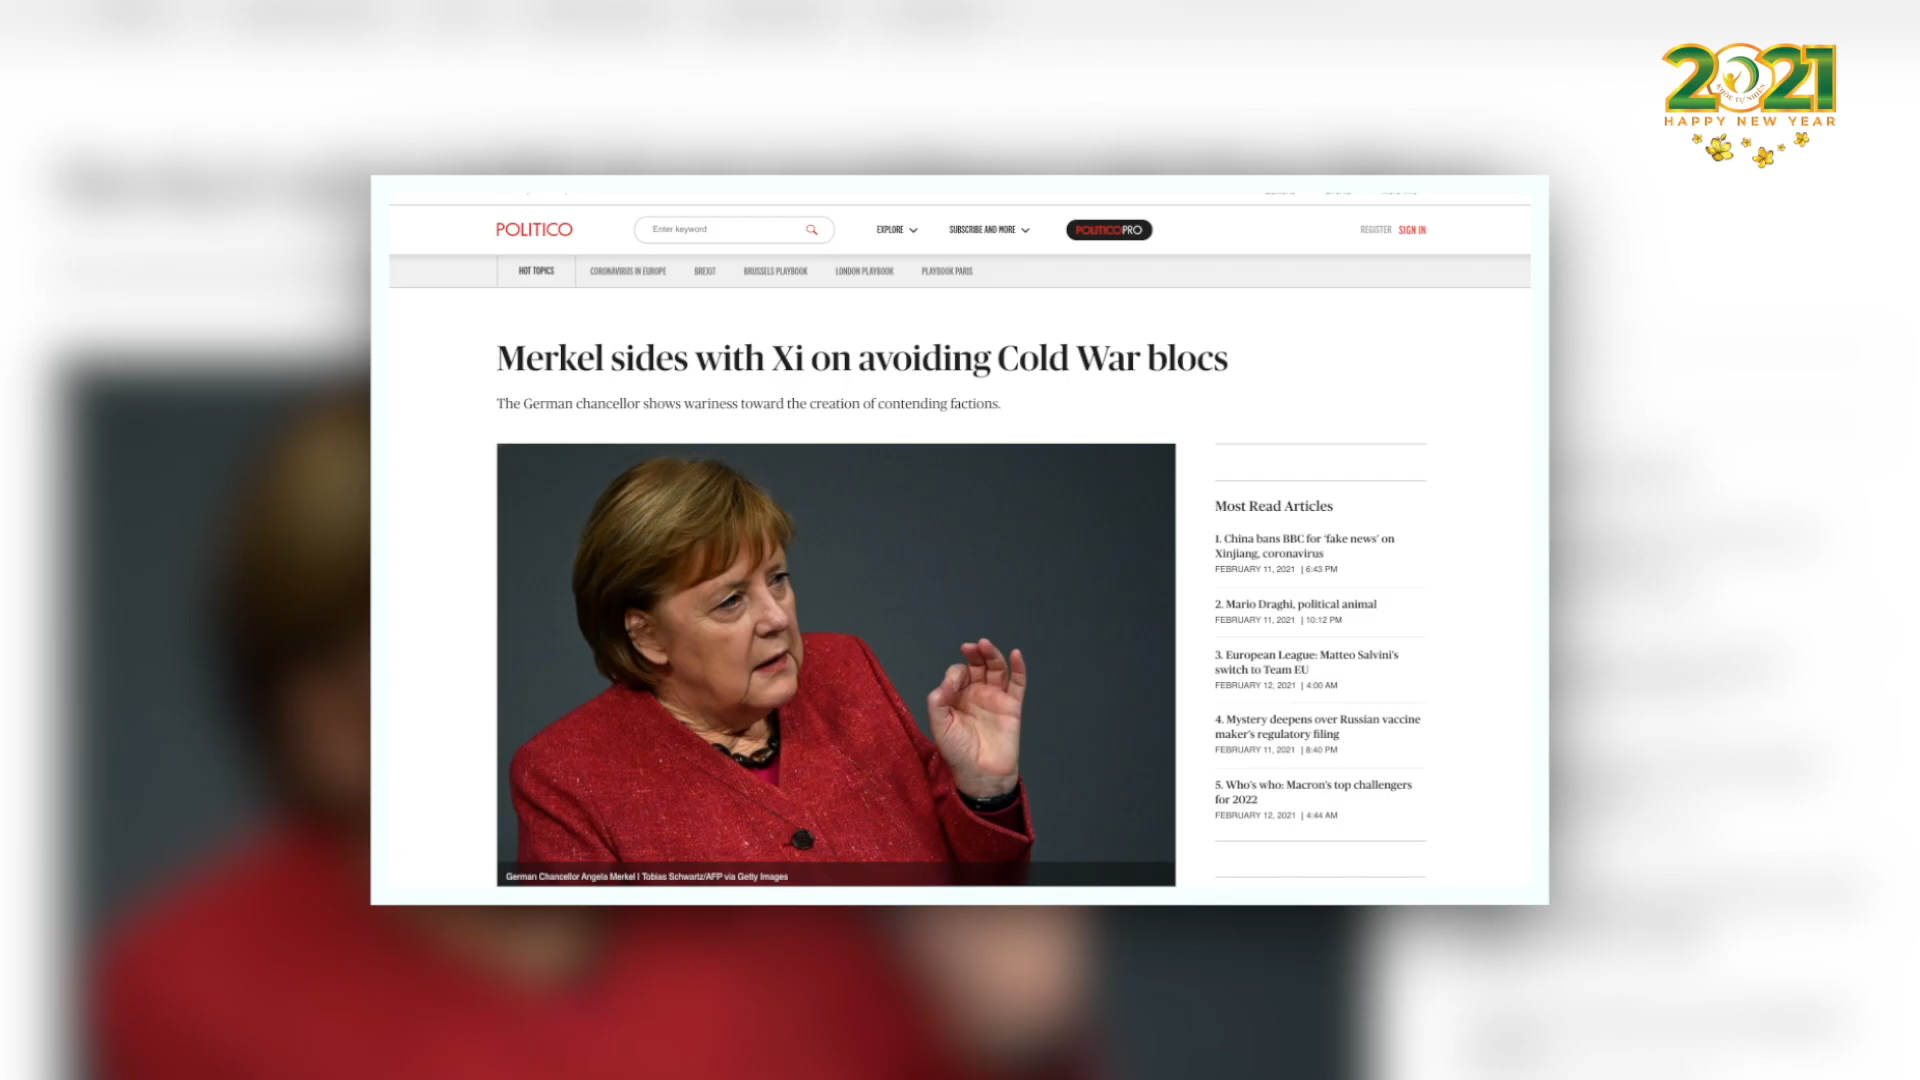 2021
KHỎE TỰ NHIÊN
HAPPY NEW YEAR
POLITICO
Enter keyword
EXPLORE
SUBSCRIBE AND MORE
POLITICOPRO
REGISTER SIGN IN
HOT TOPICS
CORONAVIRUS IN EUROPE
BREXIT
BRUSSELS PLAYBOOK
LONDON PLAYBOOK
PLAYBOOK PARIS
Merkel sides with Xi on avoiding Cold War blocs
The German chancellor shows wariness toward the creation of contending factions.
German Chancellor Angela Merkel | Tobias Schwartz/AFP via Getty Images
Most Read Articles
1. China bans BBC for ‘fake news’ on
Xinjiang, coronavirus
FEBRUARY 11, 2021 | 6:43 PM
2. Mario Draghi, political animal
FEBRUARY 11, 2021 | 10:12 PM
3. European League: Matteo Salvini’s
switch to Team EU
FEBRUARY 12, 2021 | 4:00 AM
4. Mystery deepens over Russian vaccine
maker’s regulatory filing
FEBRUARY 11, 2021 | 8:40 PM
5. Who’s who: Macron’s top challengers
for 2022
FEBRUARY 12, 2021 | 4:44 AM